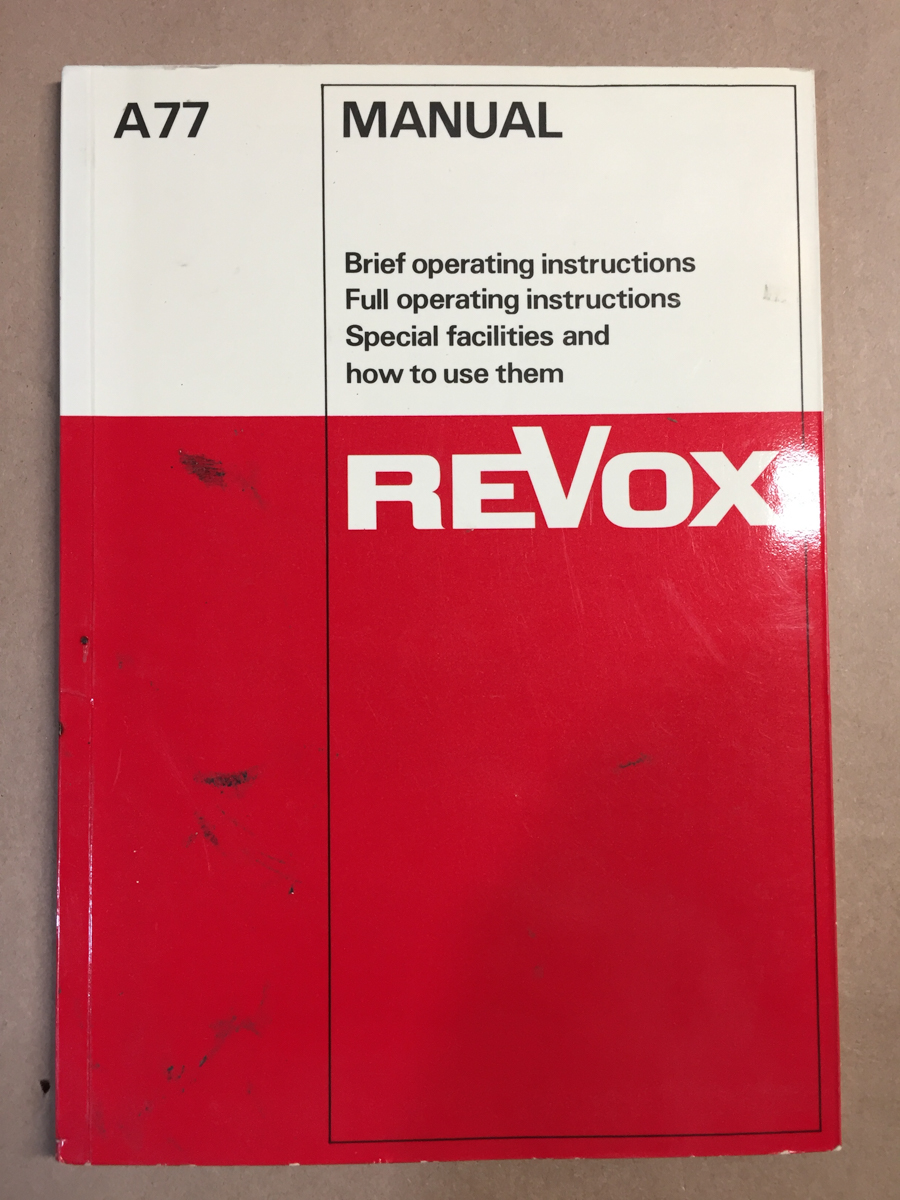 A77
MANUAL
Brief operating instructions
Full operating instructions
Special facilities and
how to use them
REVOX